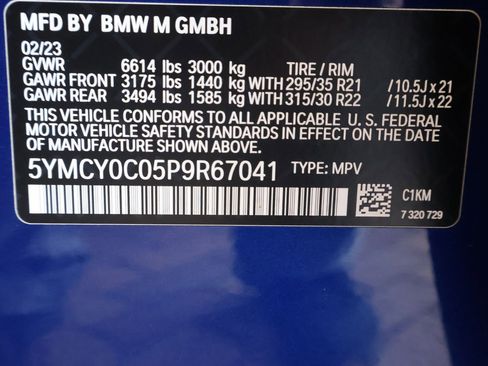 MFD BY BMW M GMBH
02/23
GVWR 6614 lbs 3000 kg TIRE / RIM
GAWR FRONT 3175 lbs 1440 kg WITH 295/35 R21 / 10.5J x 21
GAWR REAR 3494 lbs 1585 kg WITH 315/30 R22 / 11.5J x 22
THIS VEHICLE CONFORMS TO ALL APPLICABLE U.S. FEDERAL
MOTOR VEHICLE SAFETY STANDARDS IN EFFECT ON THE DATE
OF MANUFACTURE SHOWN ABOVE.
5YMCY0C05P9R67041 TYPE: MPV
C1KM
7 320 729